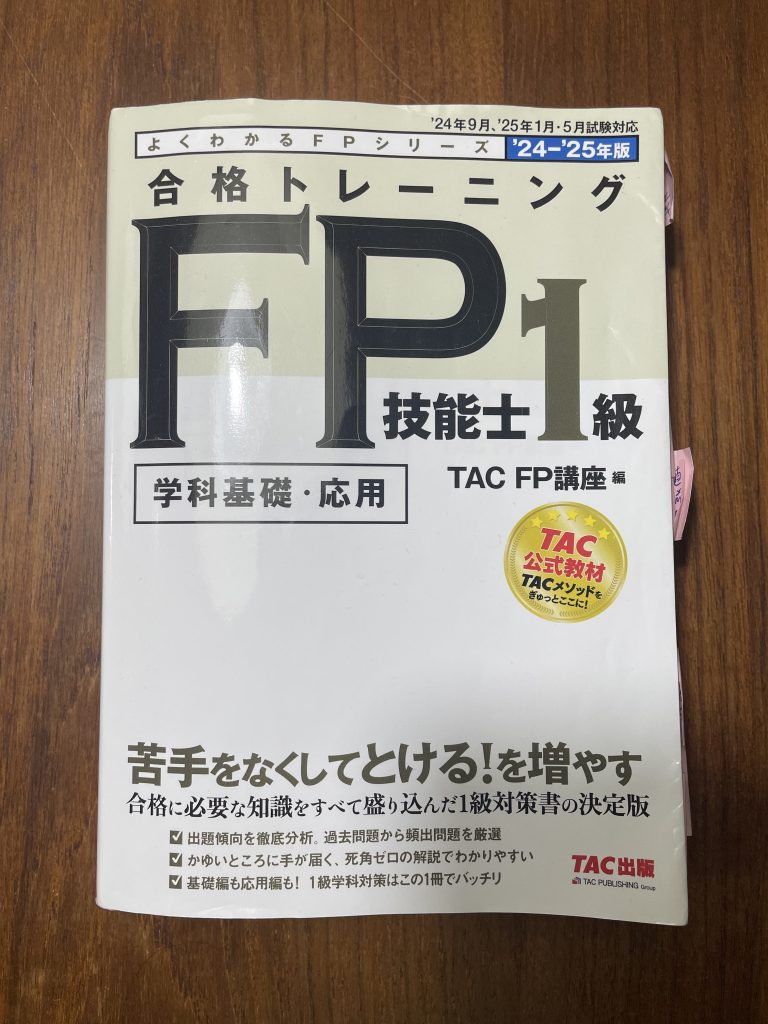 '24年9月、'25年1月・5月試験対応
よくわかるFPシリーズ '24-'25年版
合格トレーニング
FP技能士1級
学科基礎・応用
TAC FP講座 編
TAC
公式教材
TACメソッドを
ぎゅっとここに!
苦手をなくしてとける!を増やす
合格に必要な知識をすべて盛り込んだ1級対策書の決定版
出題傾向を徹底分析。過去問題から頻出問題を厳選
かゆいところに手が届く、死角ゼロの解説でわかりやすい
基礎編も応用編も! 1級学科対策はこの1冊でバッチリ
TAC出版
TAC PUBLISHING Group